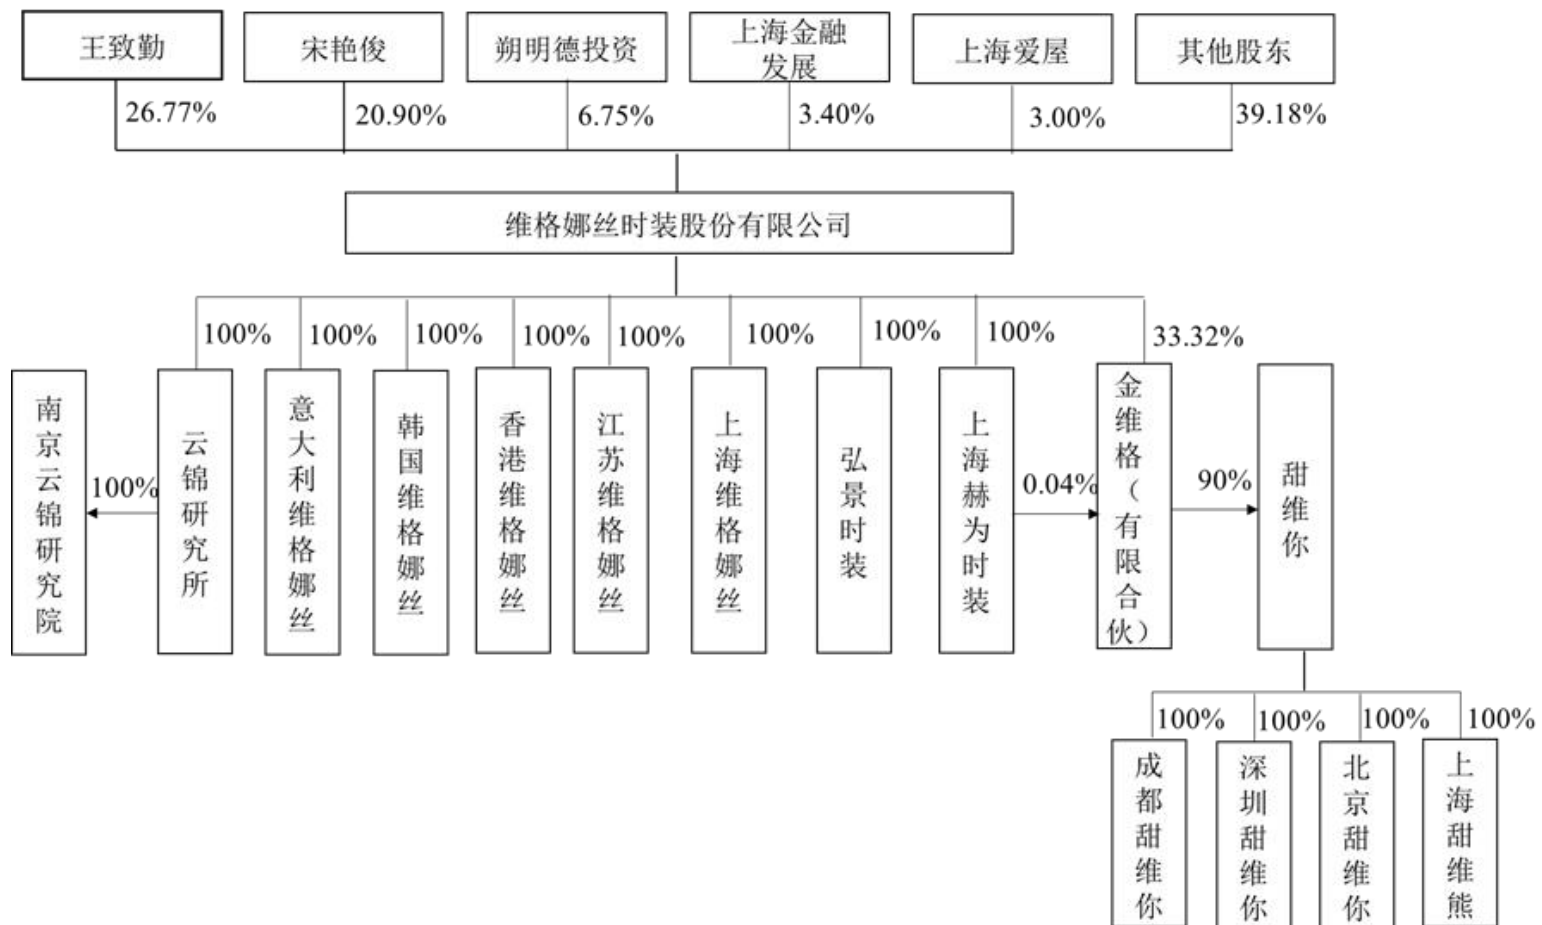 王致勤
宋艳俊
朔明德投资
上海金融
发展
上海爱屋
其他股东
26.77%
20.90%
6.75%
3.40%
3.00%
39.18%
维格娜丝时装股份有限公司
100%
100%
100%
100%
100%
100%
100%
100%
33.32%
南京云锦研究院
100%
云锦研究所
意大利维格娜丝
韩国维格娜丝
香港维格娜丝
江苏维格娜丝
上海维格娜丝
弘景时装
上海赫为时装
0.04%
金维格（有限合伙）
90%
甜维你
100%
100%
100%
100%
成都甜维你
深圳甜维你
北京甜维你
上海甜维熊